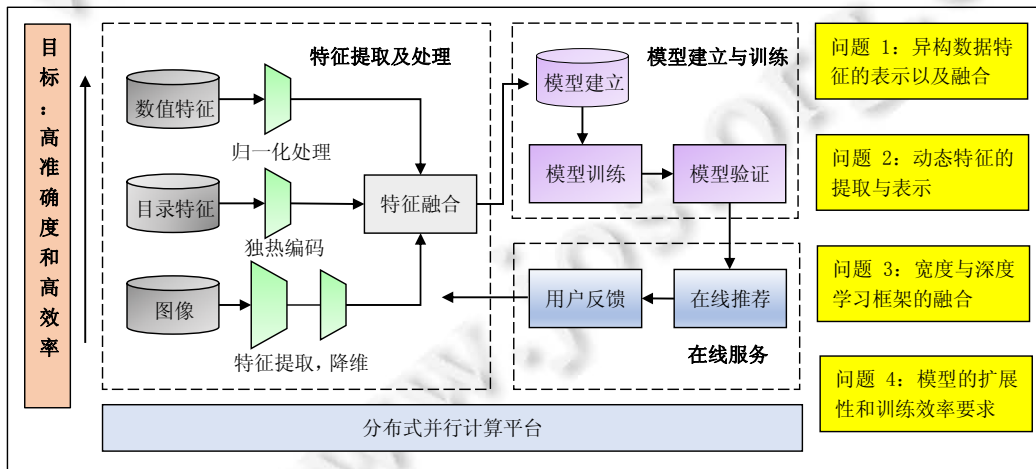 目标：高准确度和高效率
特征提取及处理
数值特征
归一化处理
目录特征
独热编码
图像
特征提取,降维
特征融合
模型建立与训练
模型建立
模型训练
模型验证
用户反馈
在线推荐
在线服务
分布式并行计算平台
问题 1：异构数据特
征的表示以及融合
问题 2：动态特征的
提取与表示
问题 3：宽度与深度
学习框架的融合
问题 4：模型的扩展
性和训练效率要求